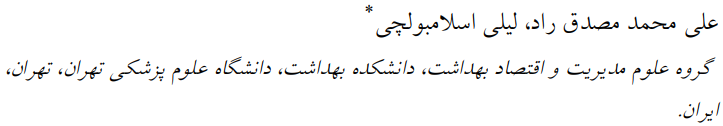 علی محمد مصدق راد، لیلی اسلامبولچی*
گروه علوم مدیریت و اقتصاد بهداشت، دانشکده بهداشت، دانشگاه علوم پزشکی تهران، تهران،
ایران.